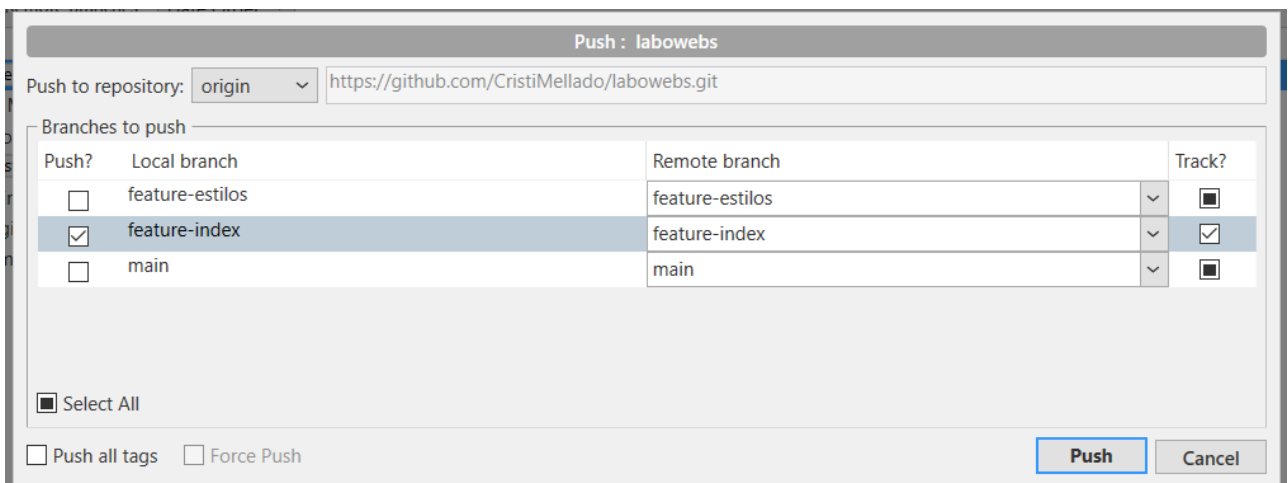 Push : labowebs
Push to repository: origin https://github.com/CristiMellado/labowebs.git
Branches to push
Push? Local branch Remote branch Track?
feature-estilos feature-estilos
feature-index feature-index
main main
Select All
Push all tags Force Push Push Cancel